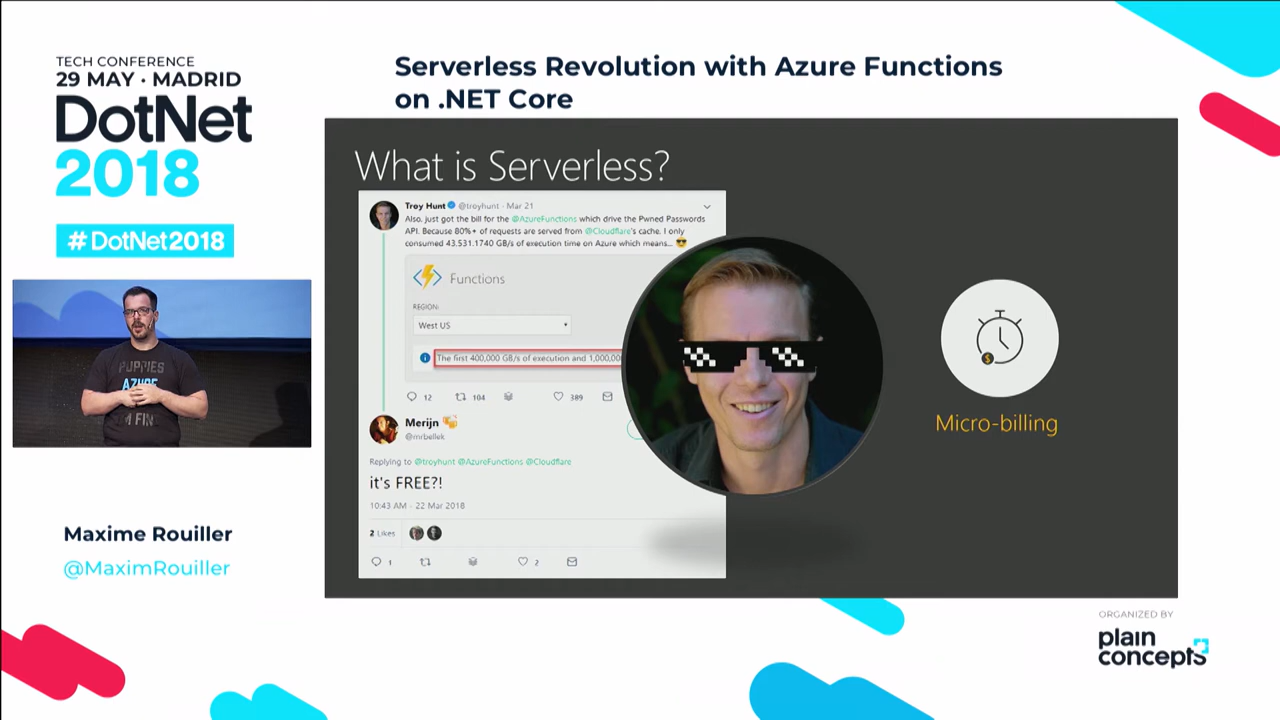 TECH CONFERENCE
29 MAY · MADRID
DotNet
2018
#DotNet2018
Serverless Revolution with Azure Functions
on .NET Core
What is Serverless?
Troy Hunt @troyhunt · Mar 21
Also, just got the bill for the @AzureFunctions which drive the Pwned Passwords
API. Because 80%+ of requests are served from @Cloudflare's cache, I only
consumed 43,531.1740 GB/s of execution time on Azure which means... 😎
Functions
REGION:
West US
The first 400,000 GB/s of execution and 1,000,00
12 104 389
Merijn
@mrbellek
Replying to @troyhunt @AzureFunctions @Cloudflare
it's FREE?!
10:43 AM - 22 Mar 2018
2 Likes
1 2
$
Micro-billing
PUPPIES
AZURE
I'M FIN
Maxime Rouiller
@MaximRouiller
ORGANIZED BY
plain
concepts